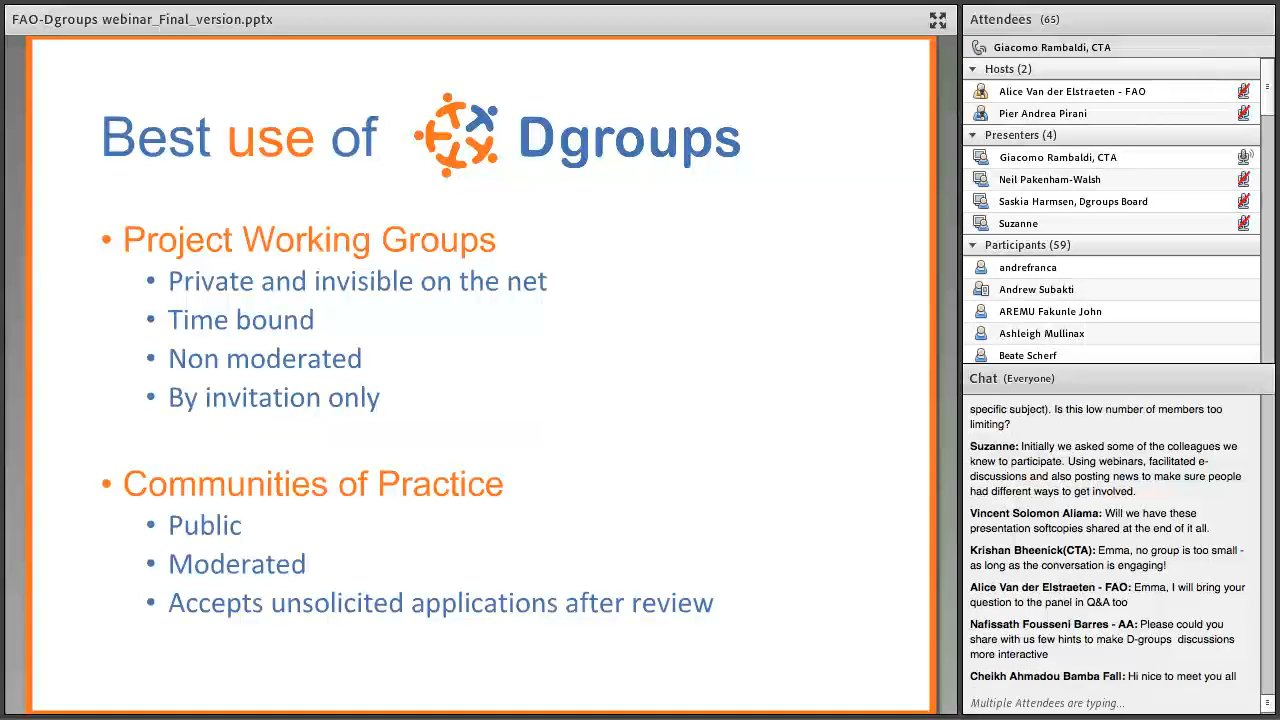 FAO-Dgroups webinar_Final_version.pptx
Best use of Dgroups
• Project Working Groups
• Private and invisible on the net
• Time bound
• Non moderated
• By invitation only
• Communities of Practice
• Public
• Moderated
• Accepts unsolicited applications after review
Attendees (65)
Giacomo Rambaldi, CTA
Hosts (2)
Alice Van der Elstraeten - FAO
Pier Andrea Pirani
Presenters (4)
Giacomo Rambaldi, CTA
Neil Pakenham-Walsh
Saskia Harmsen, Dgroups Board
Suzanne
Participants (59)
andrefranca
Andrew Subakti
AREMU Fakunle John
Ashleigh Mullinax
Beate Scherf
Chat (Everyone)
specific subject). Is this low number of members too
limiting?
Suzanne: Initially we asked some of the colleagues we
knew to participate. Using webinars, facilitated e-
discussions and also posting news to make sure people
had different ways to get involved.
Vincent Solomon Aliama: Will we have these
presentation softcopies shared at the end of it all.
Krishan Bheenick(CTA): Emma, no group is too small -
as long as the conversation is engaging!
Alice Van der Elstraeten - FAO: Emma, I will bring your
question to the panel in Q&A too
Nafissath Fousseni Barres - AA: Please could you
share with us few hints to make D-groups discussions
more interactive
Cheikh Ahmadou Bamba Fall: Hi nice to meet you all
Multiple Attendees are typing...